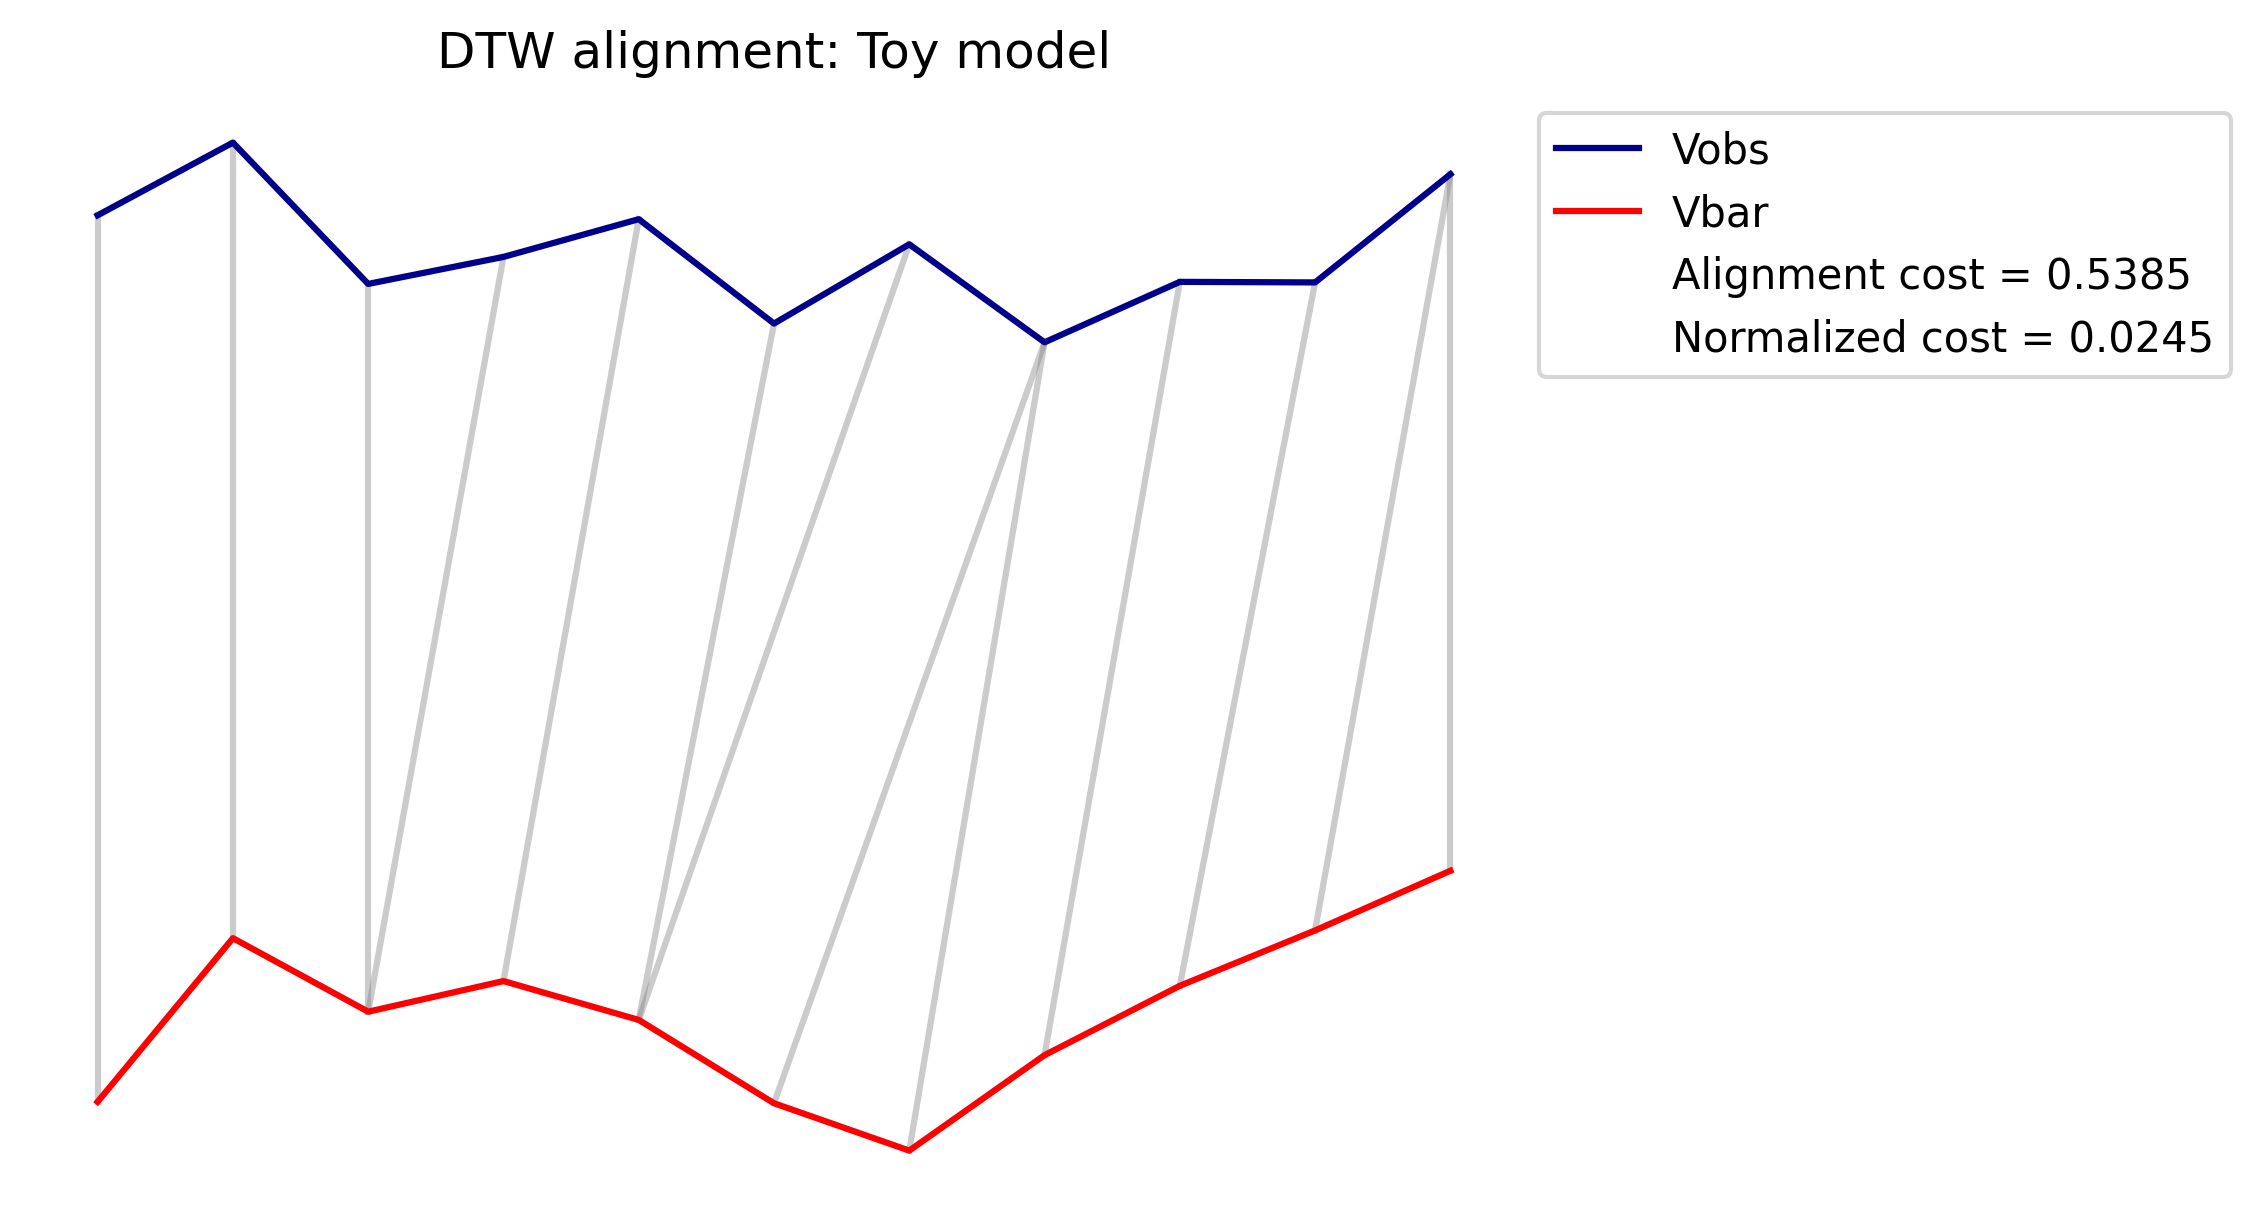 DTW alignment: Toy model
Vobs
Vbar
Alignment cost = 0.5385
Normalized cost = 0.0245